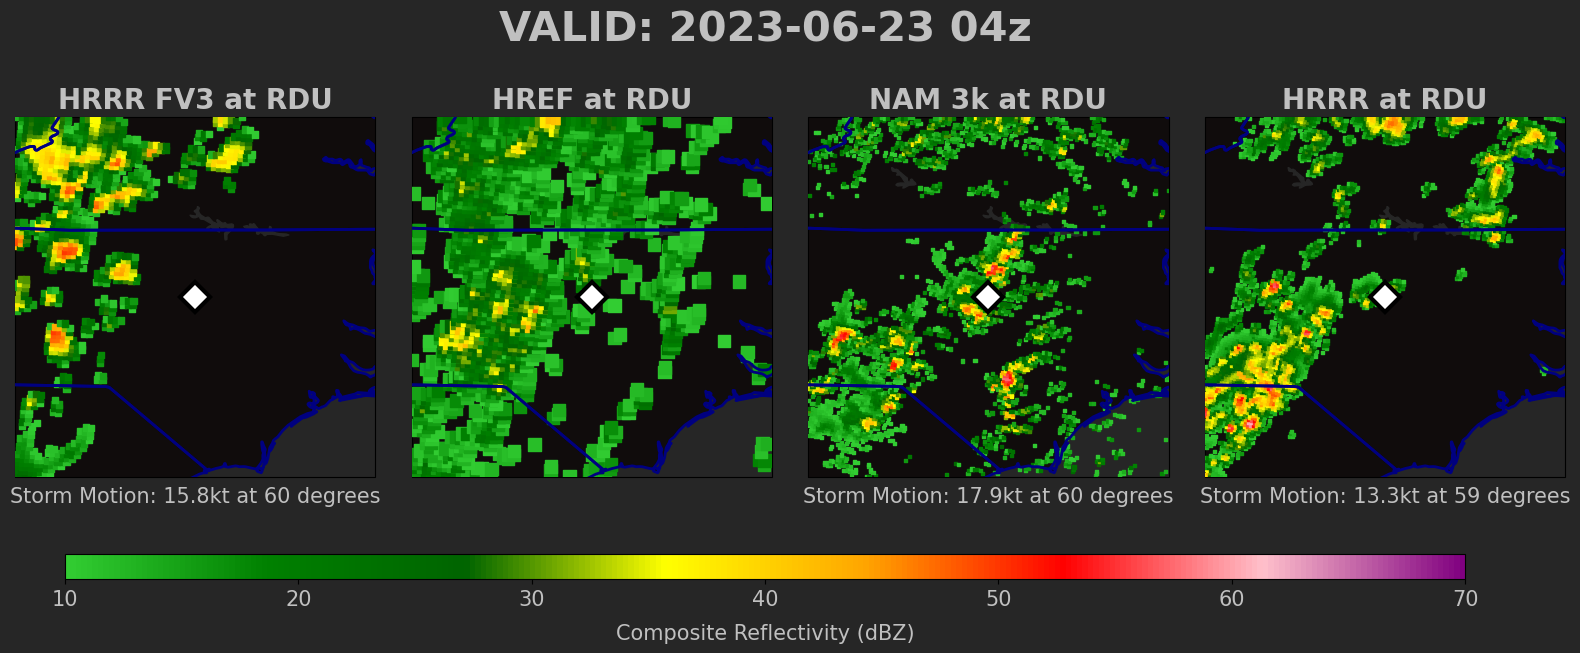 VALID: 2023-06-23 04z
HRRR FV3 at RDU
HREF at RDU
NAM 3k at RDU
HRRR at RDU
Storm Motion: 15.8kt at 60 degrees
Storm Motion: 17.9kt at 60 degrees
Storm Motion: 13.3kt at 59 degrees
10 20 30 40 50 60 70
Composite Reflectivity (dBZ)